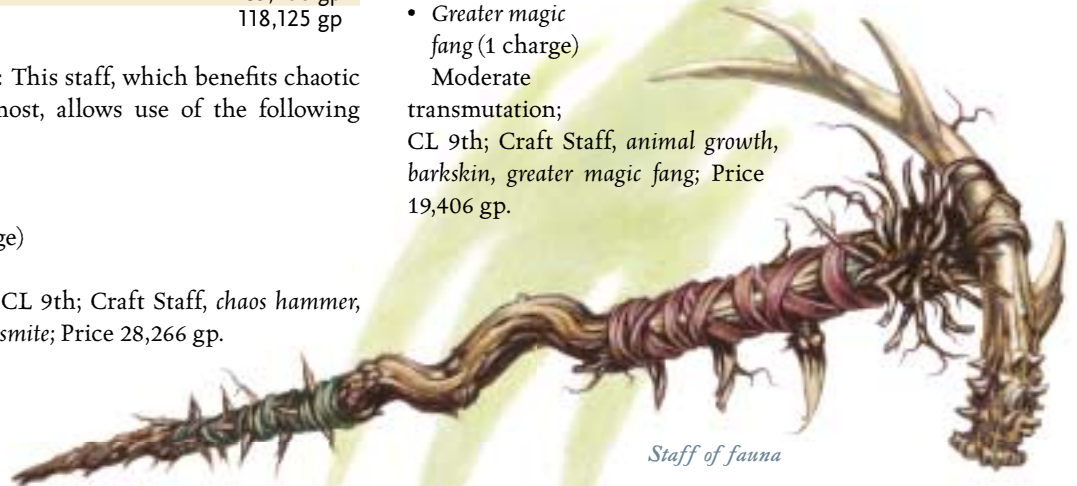 118,125 gp
: This staff, which benefits chaotic
most, allows use of the following
ge)
CL 9th; Craft Staff, chaos hammer,
smite; Price 28,266 gp.
• Greater magic
fang (1 charge)
Moderate
transmutation;
CL 9th; Craft Staff, animal growth,
barkskin, greater magic fang; Price
19,406 gp.
Staff of fauna